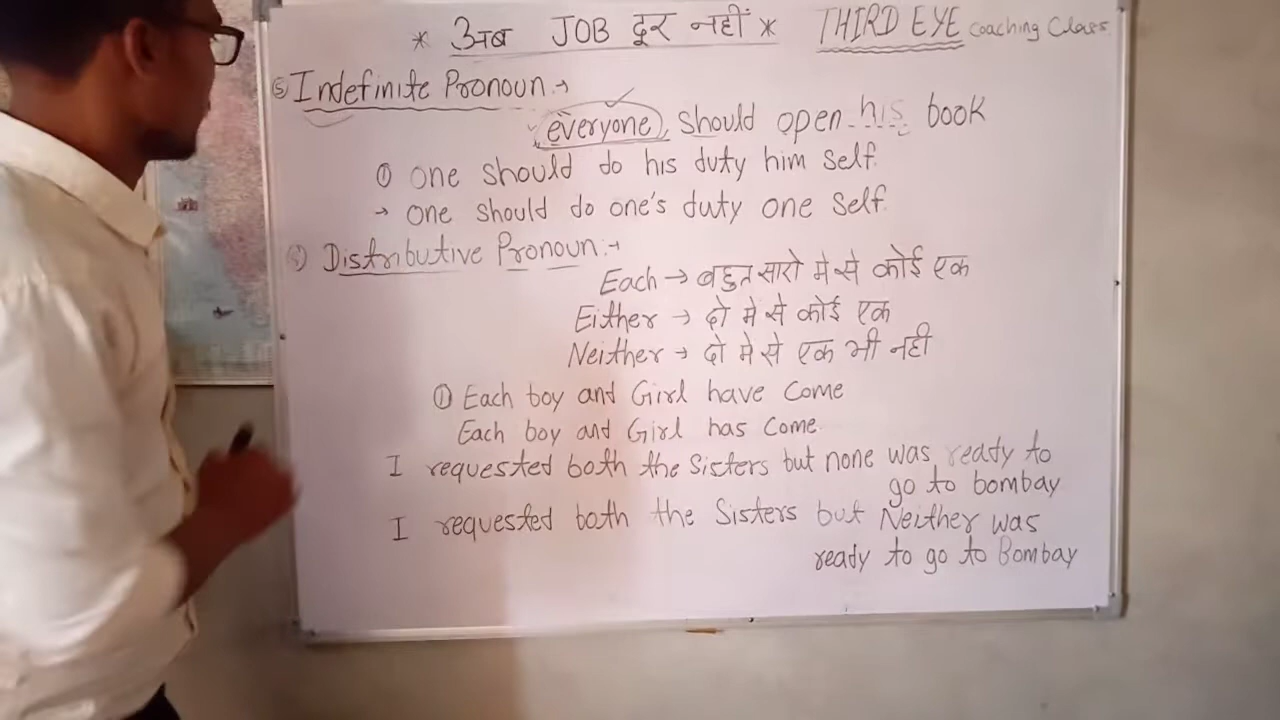 * अब JOB दूर नहीं * THIRD EYE Coaching Class
⑤ Indefinite Pronoun :→
everyone, should open his book
① one should do his duty him self.
→ one should do one's duty one self.
Distributive Pronoun :→
Each → बहुत सारो मे से कोई एक
Either → दो मे से कोई एक
Neither → दो मे से एक भी नही
① Each boy and Girl have Come
Each boy and Girl has Come.
I requested both the Sisters but none was ready to
go to bombay
I requested both the Sisters but Neither was
ready to go to Bombay